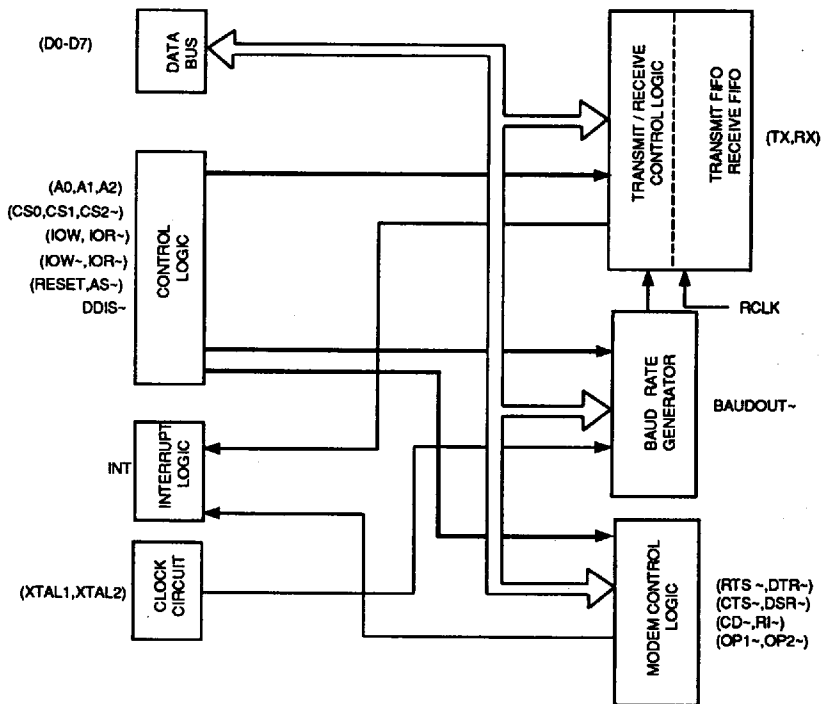 (D0-D7)
DATA
BUS
(A0,A1,A2)
(CS0,CS1,CS2~)
(IOW, IOR~)
(IOW~,IOR~)
(RESET,AS~)
DDIS~
CONTROL
LOGIC
INT
INTERRUPT
LOGIC
(XTAL1,XTAL2)
CLOCK
CIRCUIT
TRANSMIT / RECEIVE
CONTROL LOGIC
TRANSMIT FIFO
RECEIVE FIFO
(TX,RX)
RCLK
BAUD RATE
GENERATOR
BAUDOUT~
MODEM CONTROL
LOGIC
(RTS ~,DTR~)
(CTS~,DSR~)
(CD~,RI~)
(OP1~,OP2~)